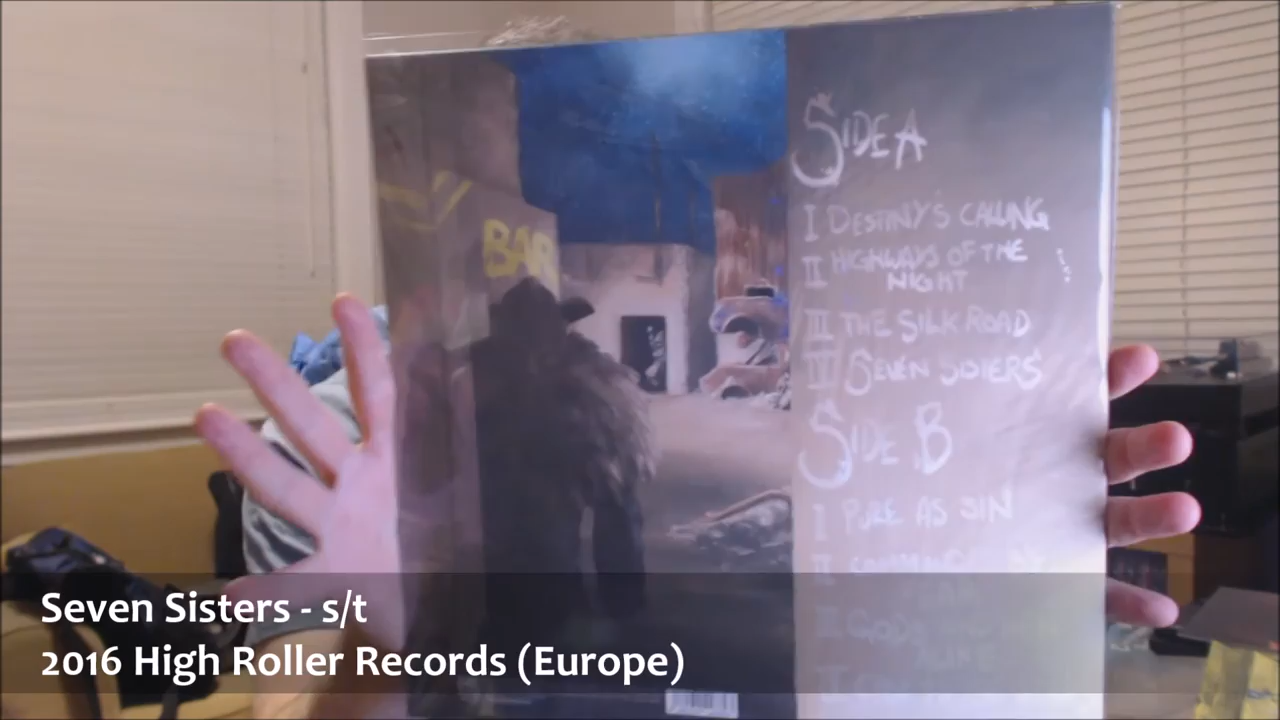 SIDE A
I DESTINY'S CALLING
II HIGHWAYS OF THE
NIGHT
III THE SILK ROAD
IV SEVEN SISTERS
SIDE B
I PURE AS SIN
II
BAR
Seven Sisters - s/t
2016 High Roller Records (Europe)